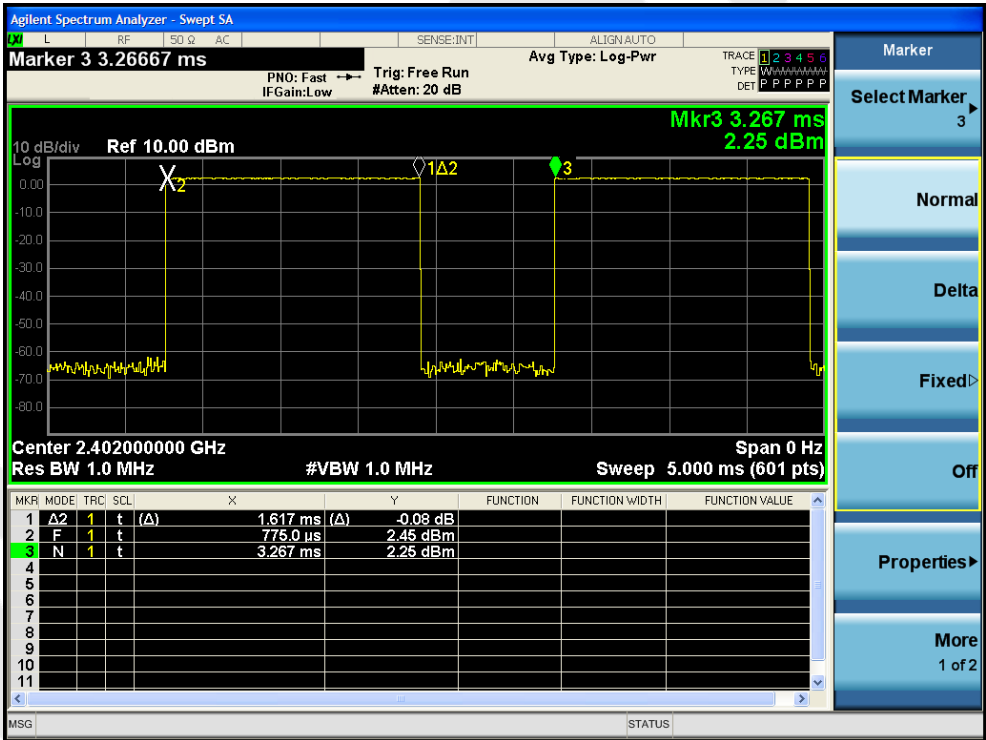 Agilent Spectrum Analyzer - Swept SA
LXI L RF 50 Ω AC SENSE:INT ALIGN AUTO
Marker 3 3.26667 ms
PNO: Fast
IFGain:Low
Trig: Free Run
#Atten: 20 dB
Avg Type: Log-Pwr
TRACE 1 2 3 4 5 6
TYPE WWWWWW
DET P P P P P P
Mkr3 3.267 ms
2.25 dBm
10 dB/div Ref 10.00 dBm
Log
0.00
-10.0
-20.0
-30.0
-40.0
-50.0
-60.0
-70.0
-80.0
X2
1Δ2
3
Center 2.402000000 GHz Span 0 Hz
Res BW 1.0 MHz #VBW 1.0 MHz Sweep 5.000 ms (601 pts)
MKR MODE TRC SCL X Y FUNCTION FUNCTION WIDTH FUNCTION VALUE
1 Δ2 1 t (Δ) 1.617 ms (Δ) -0.08 dB
2 F 1 t 775.0 µs 2.45 dBm
3 N 1 t 3.267 ms 2.25 dBm
4
5
6
7
8
9
10
11
MSG STATUS
Marker
Select Marker
3
Normal
Delta
Fixed
Off
Properties
More
1 of 2